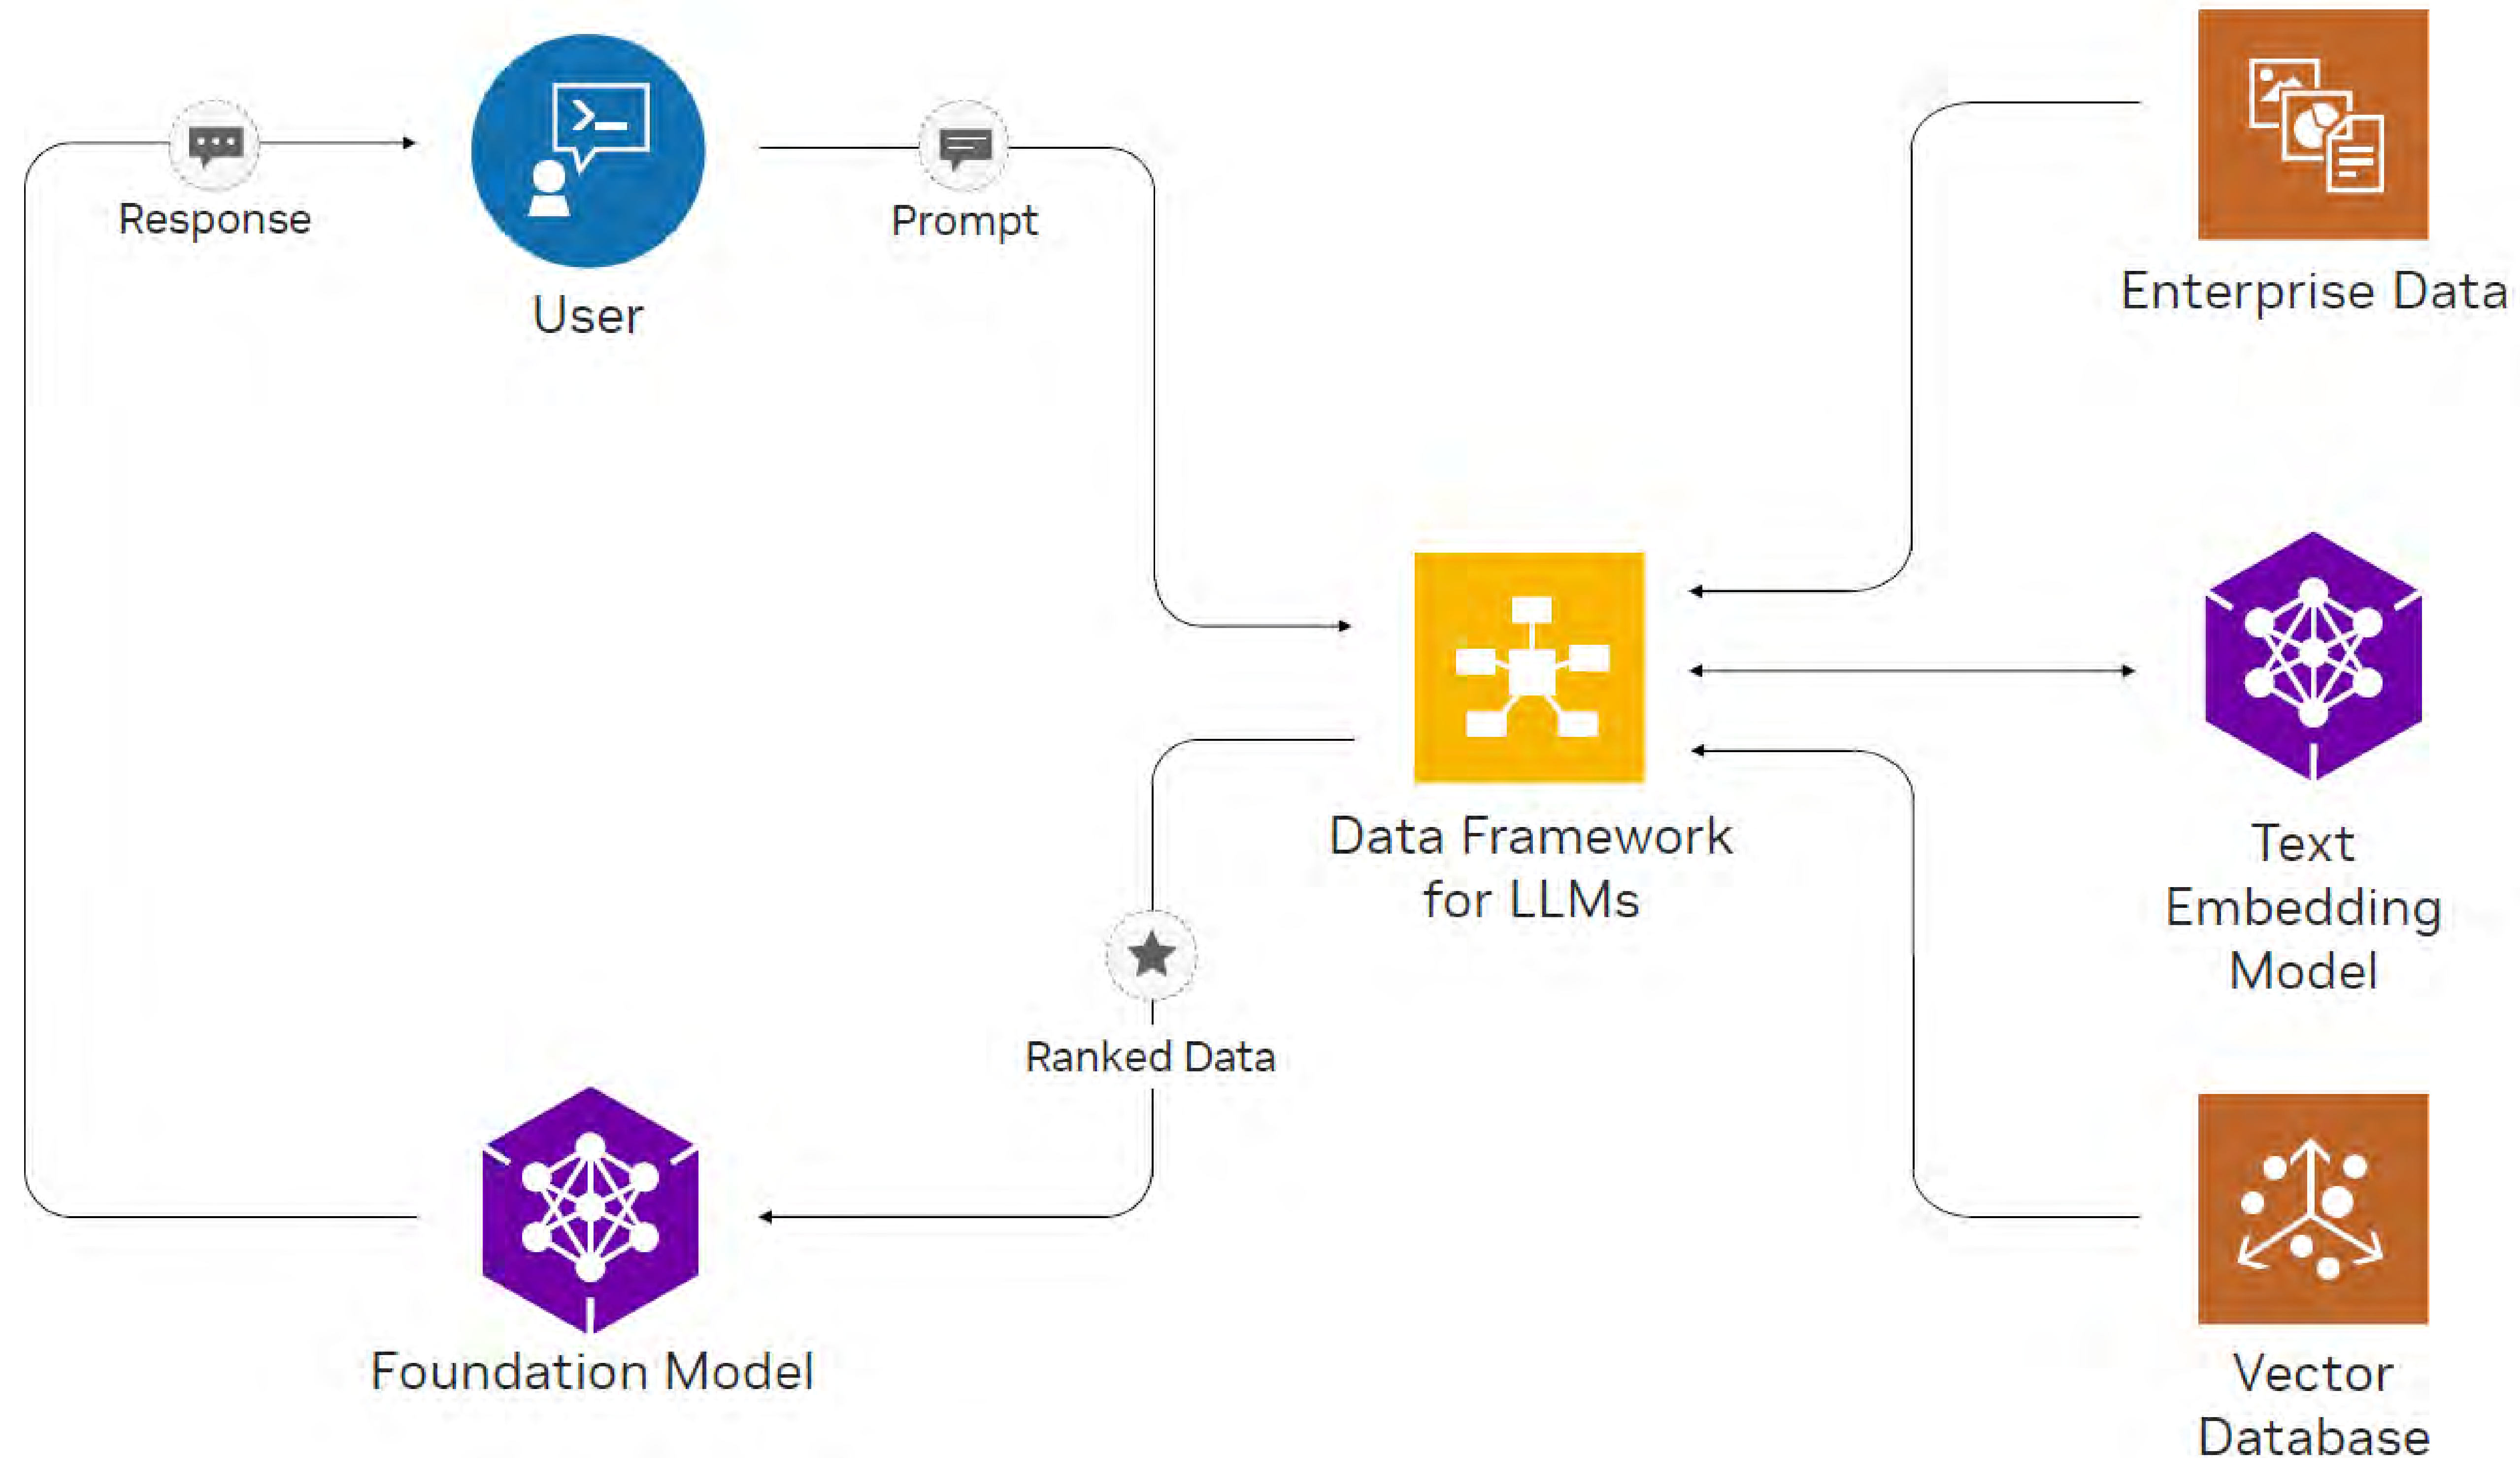 Response
User
Prompt
Enterprise Data
Data Framework
for LLMs
Text
Embedding
Model
Ranked Data
Foundation Model
Vector
Database